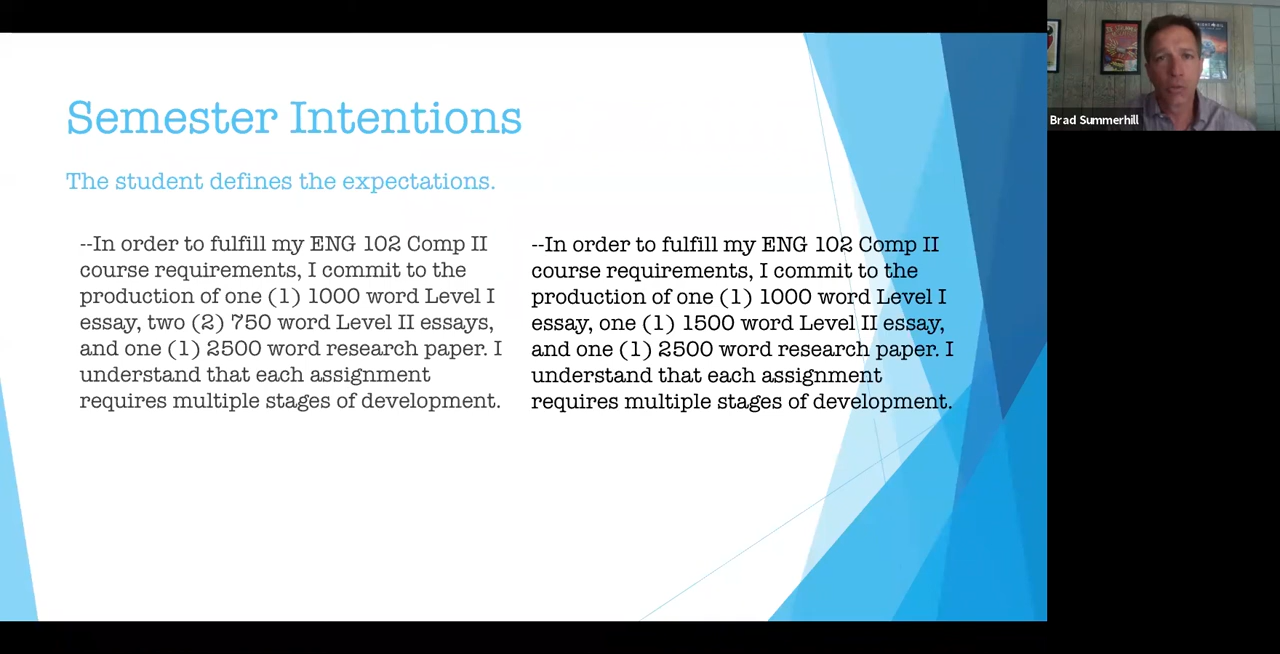 Semester Intentions
The student defines the expectations.
--In order to fulfill my ENG 102 Comp II
course requirements, I commit to the
production of one (1) 1000 word Level I
essay, two (2) 750 word Level II essays,
and one (1) 2500 word research paper. I
understand that each assignment
requires multiple stages of development.
--In order to fulfill my ENG 102 Comp II
course requirements, I commit to the
production of one (1) 1000 word Level I
essay, one (1) 1500 word Level II essay,
and one (1) 2500 word research paper. I
understand that each assignment
requires multiple stages of development.
Brad Summerhill